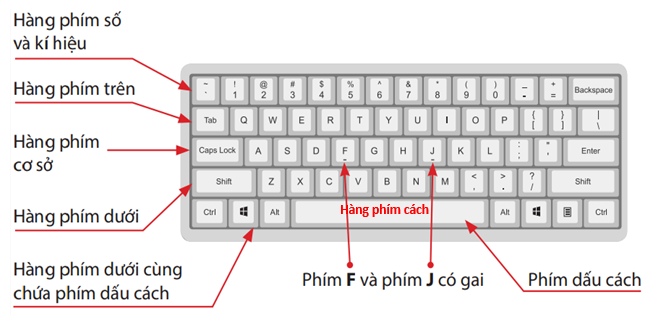 Hàng phím số
và kí hiệu
Hàng phím trên
Hàng phím
cơ sở
Hàng phím dưới
Hàng phím dưới cùng
chứa phím dấu cách
~ ! @ # $ % ^ & * ( ) _ +
` 1 2 3 4 5 6 7 8 9 0 - = Backspace
Tab Q W E R T Y U I O P { [ } ] | \
Caps Lock A S D F G H J K L : ; " ' Enter
Shift Z X C V B N M < , > . ? / Shift
Ctrl Alt Hàng phím cách Alt Ctrl
Phím F và phím J có gai
Phím dấu cách